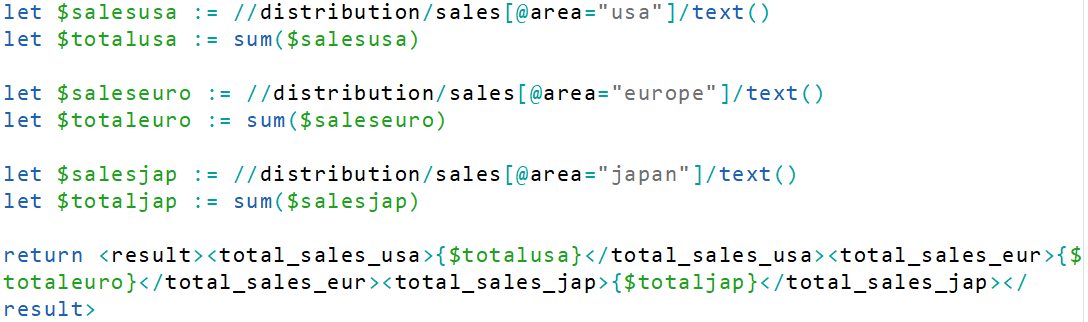 let $salesusa := //distribution/sales[@area="usa"]/text()
let $totalusa := sum($salesusa)

let $saleseuro := //distribution/sales[@area="europe"]/text()
let $totaleuro := sum($saleseuro)

let $salesjap := //distribution/sales[@area="japan"]/text()
let $totaljap := sum($salesjap)

return <result><total_sales_usa>{$totalusa}</total_sales_usa><total_sales_eur>{$
totaleuro}</total_sales_eur><total_sales_jap>{$totaljap}</total_sales_jap></
result>